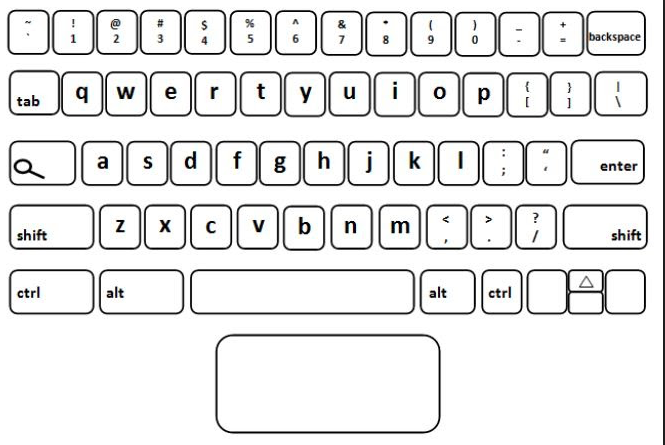 ~ ! @ # $ % ^ & * ( ) _ +
` 1 2 3 4 5 6 7 8 9 0 - = backspace
tab q w e r t y u i o p { [ } ] | \
a s d f g h j k l : ; “ ‘ enter
shift z x c v b n m < , > . ? / shift
ctrl alt alt ctrl